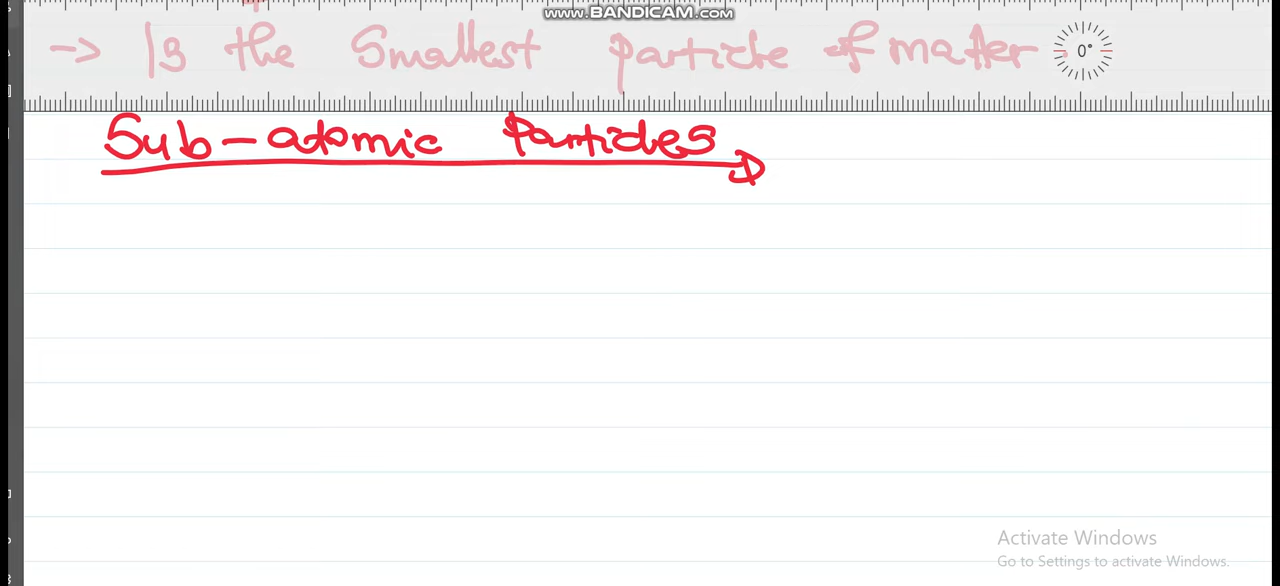 www.BANDICAM.com
→ Is the Smallest particle of matter
0°
Sub-atomic Particles
Activate Windows
Go to Settings to activate Windows.